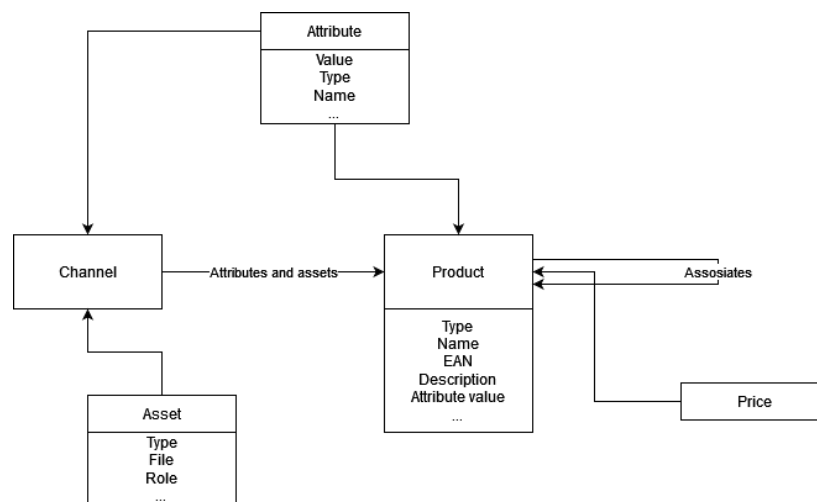 Attribute
Value
Type
Name
...
Channel
Attributes and assets
Product
Assosiates
Type
Name
EAN
Description
Attribute value
...
Price
Asset
Type
File
Role
...